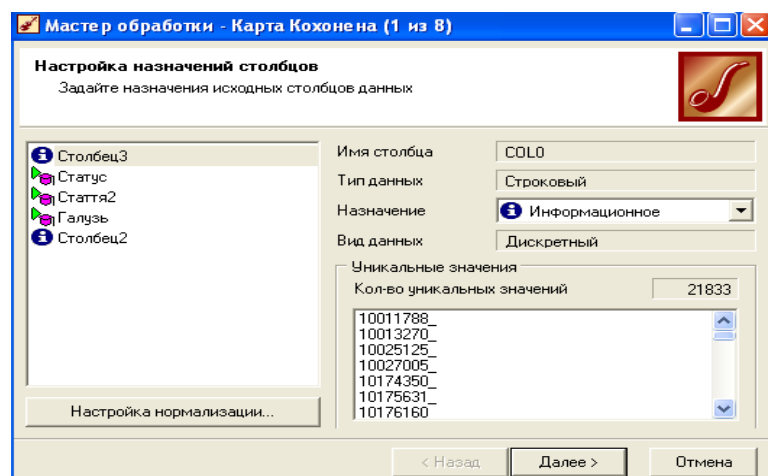 Мастер обработки - Карта Кохонена (1 из 8)
Настройка назначений столбцов
Задайте назначения исходных столбцов данных
Столбец3
Статус
Стаття2
Галузь
Столбец2
Настройка нормализации...
Имя столбца COL0
Тип данных Строковый
Назначение Информационное
Вид данных Дискретный
Уникальные значения
Кол-во уникальных значений 21833
10011788_
10013270_
10025125_
10027005_
10174350_
10175631_
10176160
< Назад Далее > Отмена